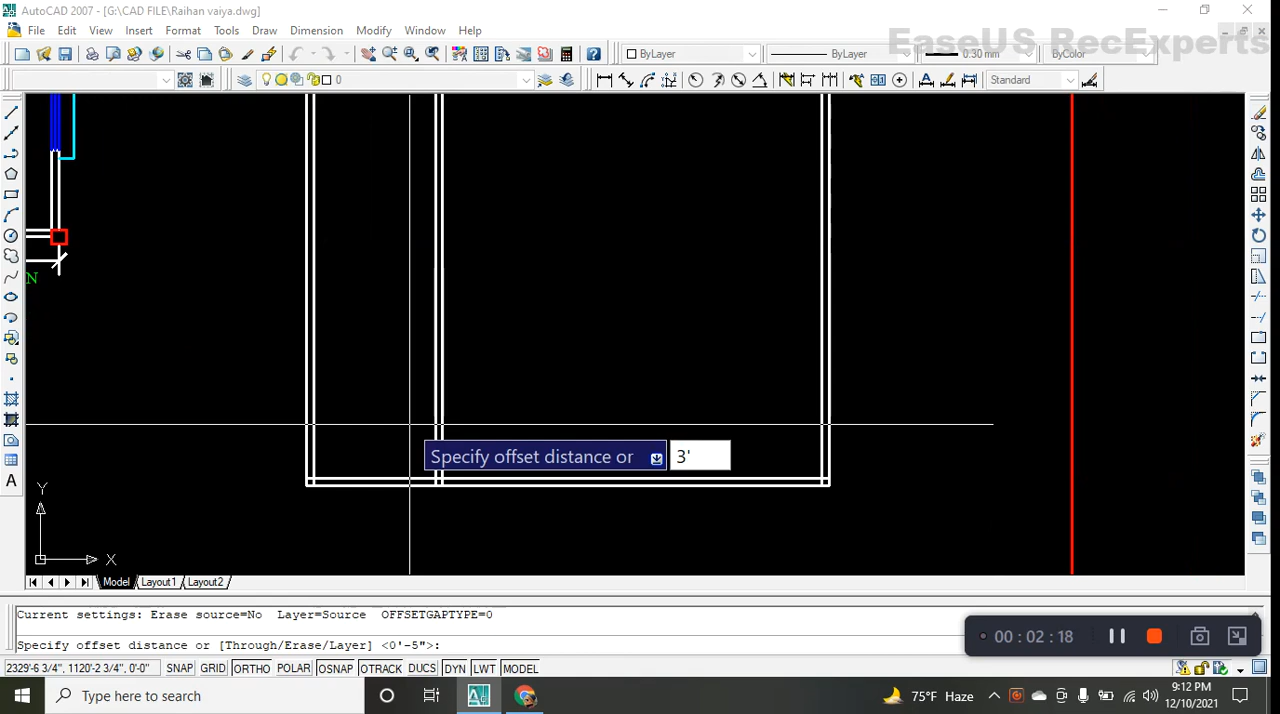 AutoCAD 2007 - [G:\CAD FILE\Raihan vaiya.dwg]
File Edit View Insert Format Tools Draw Dimension Modify Window Help
EaseUS RecExperts
ByLayer ByLayer 0.30 mm ByColor
0 Standard
N
Specify offset distance or 3'
Y
X
Model Layout1 Layout2
Current settings: Erase source=No Layer=Source OFFSETGAPTYPE=0
Specify offset distance or [Through/Erase/Layer] <0'-5">:
00:02:18
2329'-6 3/4", 1120'-2 3/4", 0'-0" SNAP GRID ORTHO POLAR OSNAP OTRACK DUCS DYN LWT MODEL
Type here to search
75°F Haze
9:12 PM
12/10/2021
A